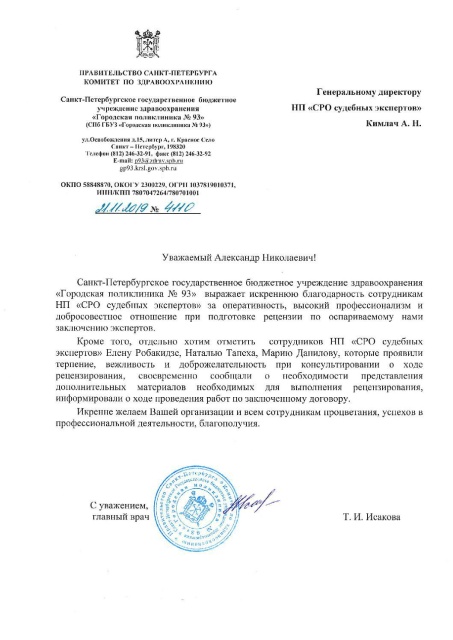 ПРАВИТЕЛЬСТВО САНКТ-ПЕТЕРБУРГА
КОМИТЕТ ПО ЗДРАВООХРАНЕНИЮ
Санкт-Петербургское государственное бюджетное
учреждение здравоохранения
«Городская поликлиника № 93»
(СПб ГБУЗ «Городская поликлиника № 93»)
ул.Освобождения д.15, литер А, г. Красное Село
Санкт – Петербург, 198320
Телефон (812) 246-32-91, факс (812) 246-32-92
E-mail: p93@zdrav.spb.ru
gp93.krsl.gov.spb.ru
ОКПО 58848870, ОКОГУ 2300229, ОГРН 1037819010371,
ИНН/КПП 7807047264/780701001
21.11.2019 № 4110
Генеральному директору
НП «СРО судебных экспертов»
Кимлач А. Н.
Уважаемый Александр Николаевич!
Санкт-Петербургское государственное бюджетное учреждение здравоохранения
«Городская поликлиника № 93» выражает искреннюю благодарность сотрудникам
НП «СРО судебных экспертов» за оперативность, высокий профессионализм и
добросовестное отношение при подготовке рецензии по оспариваемому нами
заключению экспертов.
Кроме того, отдельно хотим отметить сотрудников НП «СРО судебных
экспертов» Елену Робакидзе, Наталью Тапеха, Марию Данилову, которые проявили
терпение, вежливость и доброжелательность при консультировании о ходе
рецензирования, своевременно сообщали о необходимости представления
дополнительных материалов необходимых для выполнения рецензирования,
информировали о ходе проведения работ по заключенному договору.
Икренне желаем Вашей организации и всем сотрудникам процветания, успехов в
профессиональной деятельности, благополучия.
С уважением,
главный врач
Т. И. Исакова